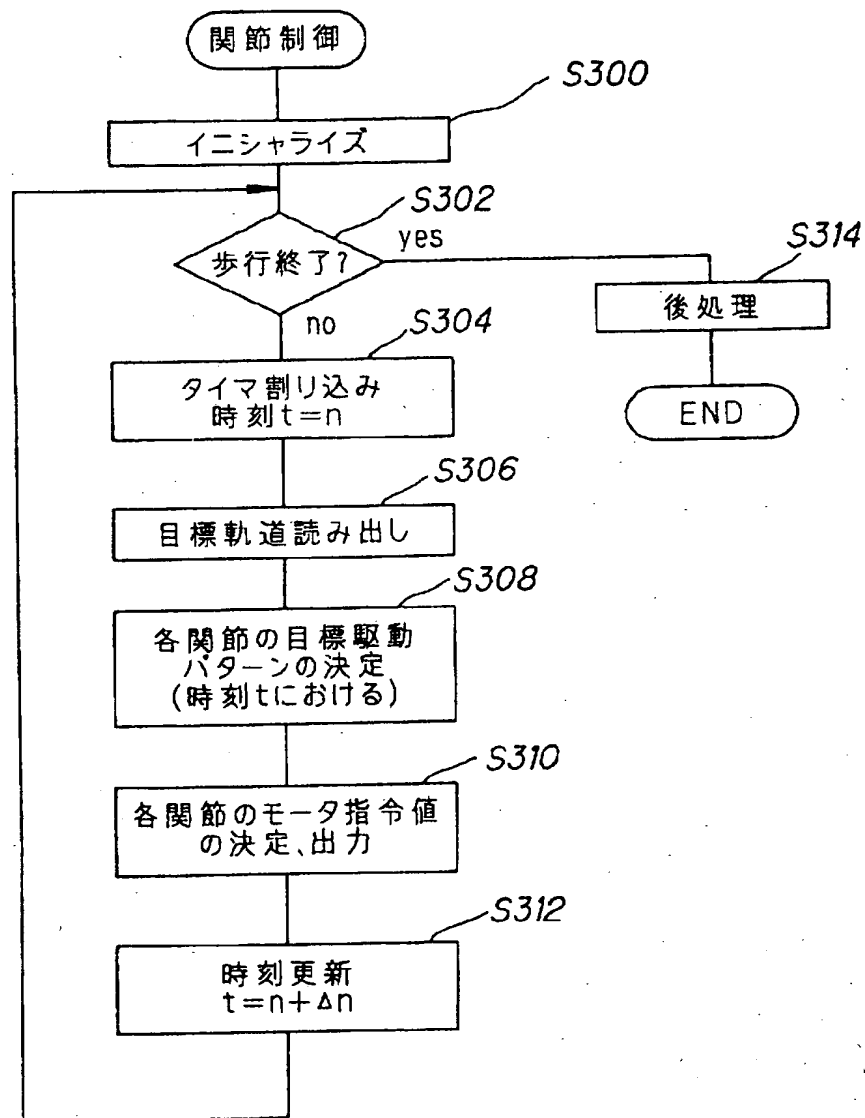 関節制御
S300
イニシャライズ
S302
歩行終了?
yes
no
S314
後処理
END
S304
タイマ割り込み
時刻t=n
S306
目標軌道読み出し
S308
各関節の目標駆動
パターンの決定
(時刻tにおける)
S310
各関節のモータ指令値
の決定、出力
S312
時刻更新
t=n+Δn